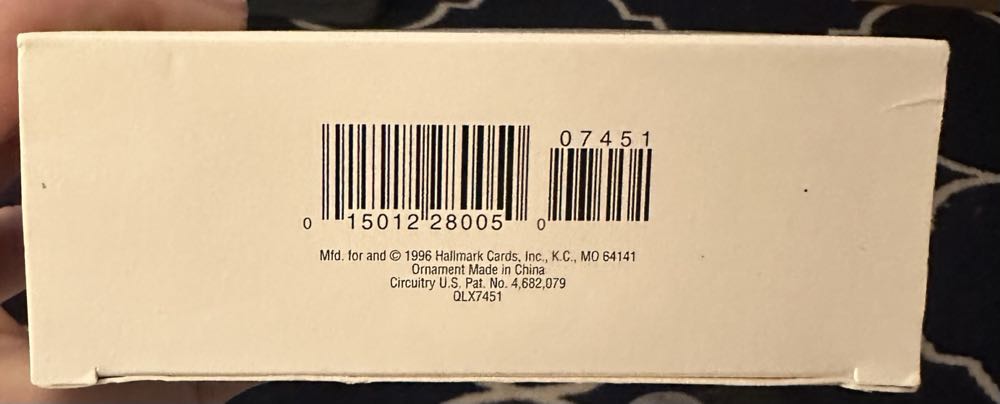 07451
0 15012 28005 0
Mfd. for and © 1996 Hallmark Cards, Inc., K.C., MO 64141
Ornament Made in China
Circuitry U.S. Pat. No. 4,682,079
QLX7451